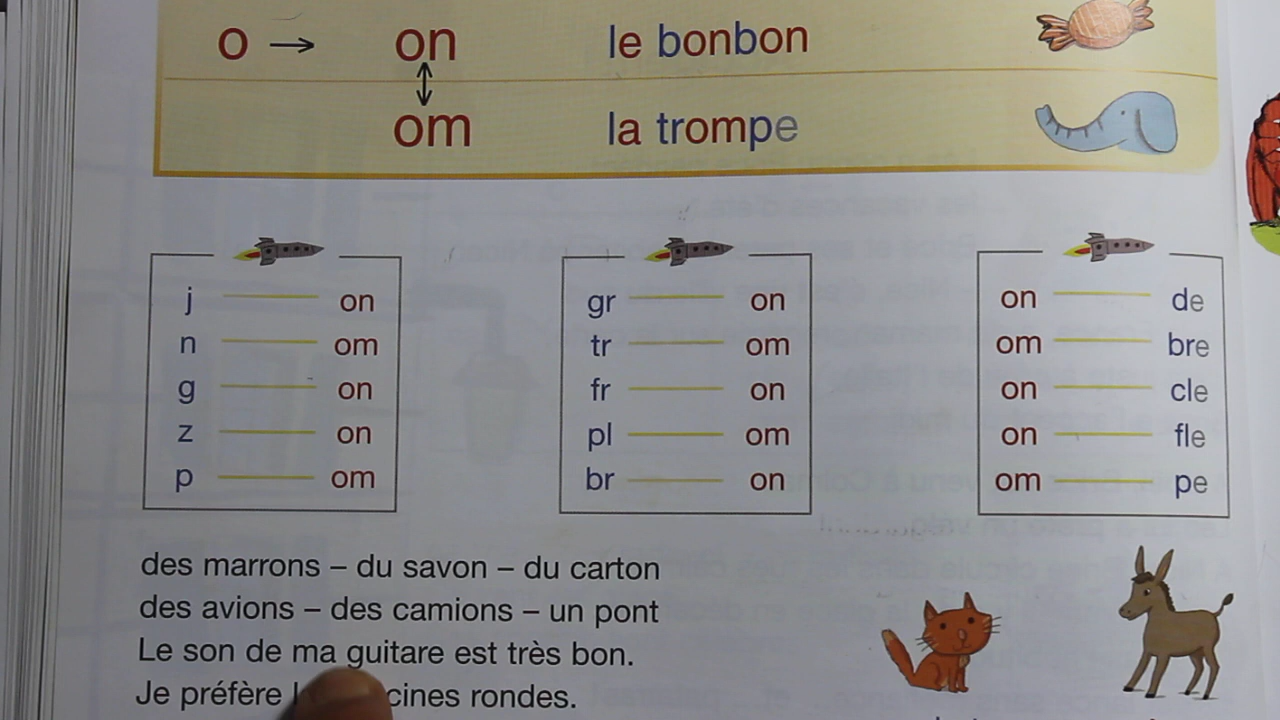 o → on le bonbon
om la trompe
j on
n om
g on
z on
p om
gr on
tr om
fr on
pl om
br on
on de
om bre
on cle
on fle
om pe
des marrons – du savon – du carton
des avions – des camions – un pont
Le son de ma guitare est très bon.
Je préfère rondes.